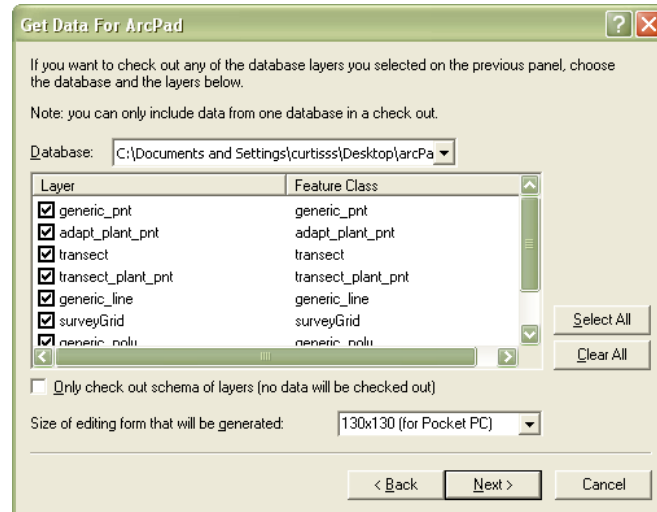 Get Data For ArcPad
If you want to check out any of the database layers you selected on the previous panel, choose
the database and the layers below.
Note: you can only include data from one database in a check out.
Database: C:\Documents and Settings\curtisss\Desktop\arcPa
Layer Feature Class
generic_pnt generic_pnt
adapt_plant_pnt adapt_plant_pnt
transect transect
transect_plant_pnt transect_plant_pnt
generic_line generic_line
surveyGrid surveyGrid
generic_poly generic_poly
Select All
Clear All
Only check out schema of layers (no data will be checked out)
Size of editing form that will be generated: 130x130 (for Pocket PC)
< Back Next > Cancel